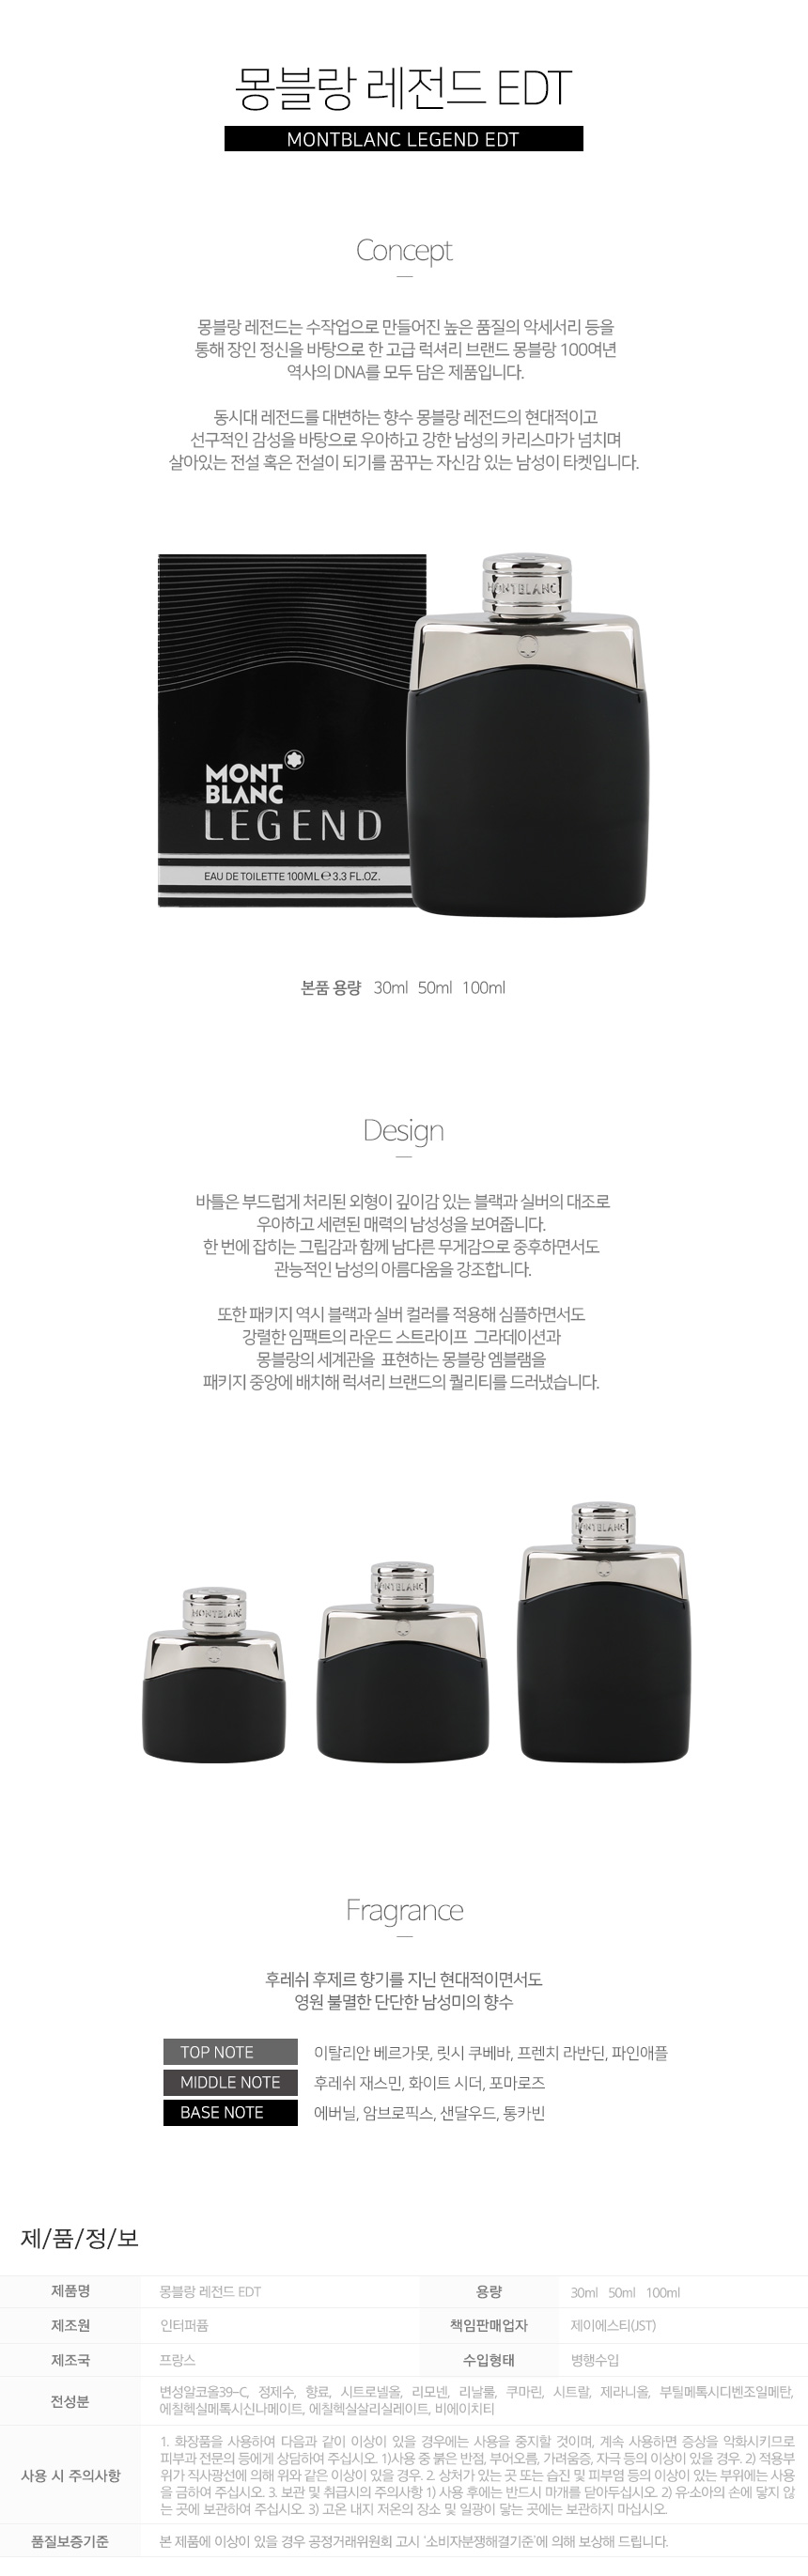 몽블랑 레전드 EDT
MONTBLANC LEGEND EDT
Concept
몽블랑 레전드는 수작업으로 만들어진 높은 품질의 악세서리 등을
통해 장인 정신을 바탕으로 한 고급 럭셔리 브랜드 몽블랑 100여년
역사의 DNA를 모두 담은 제품입니다.
동시대 레전드를 대변하는 향수 몽블랑 레전드의 현대적이고
선구적인 감성을 바탕으로 우아하고 강한 남성의 카리스마가 넘치며
살아있는 전설 혹은 전설이 되기를 꿈꾸는 자신감 있는 남성이 타켓입니다.
MONTBLANC
MONT
BLANC
LEGEND
EAU DE TOILETTE 100ML℮3.3 FL.OZ.
본품 용량 30ml 50ml 100ml
Design
바틀은 부드럽게 처리된 외형이 깊이감 있는 블랙과 실버의 대조로
우아하고 세련된 매력의 남성성을 보여줍니다.
한 번에 잡히는 그립감과 함께 남다른 무게감으로 중후하면서도
관능적인 남성의 아름다움을 강조합니다.
또한 패키지 역시 블랙과 실버 컬러를 적용해 심플하면서도
강렬한 임팩트의 라운드 스트라이프 그라데이션과
몽블랑의 세계관을 표현하는 몽블랑 엠블램을
패키지 중앙에 배치해 럭셔리 브랜드의 퀄리티를 드러냈습니다.
MONTBLANC
MONTBLANC
MONTBLANC
Fragrance
후레쉬 후제르 향기를 지닌 현대적이면서도
영원 불멸한 단단한 남성미의 향수
TOP NOTE 이탈리안 베르가못, 릿시 쿠베바, 프렌치 라반딘, 파인애플
MIDDLE NOTE 후레쉬 재스민, 화이트 시더, 포마로즈
BASE NOTE 에버닐, 암브로픽스, 샌달우드, 통카빈
제/품/정/보
제품명 몽블랑 레전드 EDT 용량 30ml 50ml 100ml
제조원 인터퍼퓸 책임판매업자 제이에스티(JST)
제조국 프랑스 수입형태 병행수입
전성분 변성알코올39-C, 정제수, 향료, 시트로넬올, 리모넨, 리날룰, 쿠마린, 시트랄, 제라니올, 부틸메톡시디벤조일메탄,
에칠헥실메톡시신나메이트, 에칠헥실살리실레이트, 비에이치티
사용 시 주의사항 1. 화장품을 사용하여 다음과 같이 이상이 있을 경우에는 사용을 중지할 것이며, 계속 사용하면 증상을 악화시키므로
피부과 전문의 등에게 상담하여 주십시오. 1)사용 중 붉은 반점, 부어오름, 가려움증, 자극 등의 이상이 있을 경우. 2) 적용부
위가 직사광선에 의해 위와 같은 이상이 있을 경우. 2. 상처가 있는 곳 또는 습진 및 피부염 등의 이상이 있는 부위에는 사용
을 금하여 주십시오. 3. 보관 및 취급시의 주의사항 1) 사용 후에는 반드시 마개를 닫아두십시오. 2) 유·소아의 손에 닿지 않
는 곳에 보관하여 주십시오. 3) 고온 내지 저온의 장소 및 일광이 닿는 곳에는 보관하지 마십시오.
품질보증기준 본 제품에 이상이 있을 경우 공정거래위원회 고시 '소비자분쟁해결기준'에 의해 보상해 드립니다.